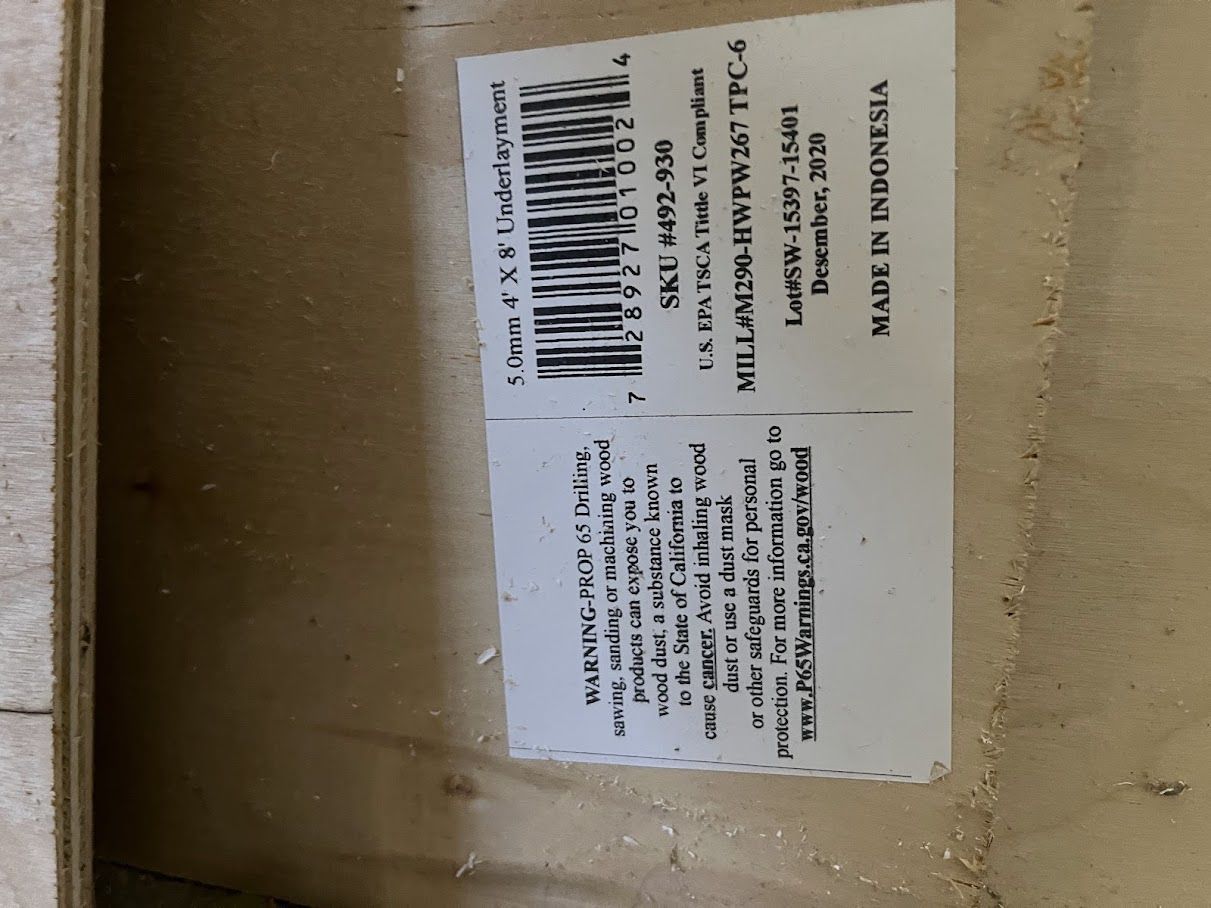 5.0mm 4' X 8' Underlayment
7 28927 01002 4
SKU #492-930
U.S. EPA TSCA Tittle VI Compliant
MILL#M290-HWPW267 TPC-6
Lot#SW-15397-15401
Desember, 2020
MADE IN INDONESIA
WARNING-PROP 65 Drilling,
sawing, sanding or machining wood
products can expose you to
wood dust, a substance known
to the State of California to
cause cancer. Avoid inhaling wood
dust or use a dust mask
or other safeguards for personal
protection. For more information go to
www.P65Warnings.ca.gov/wood